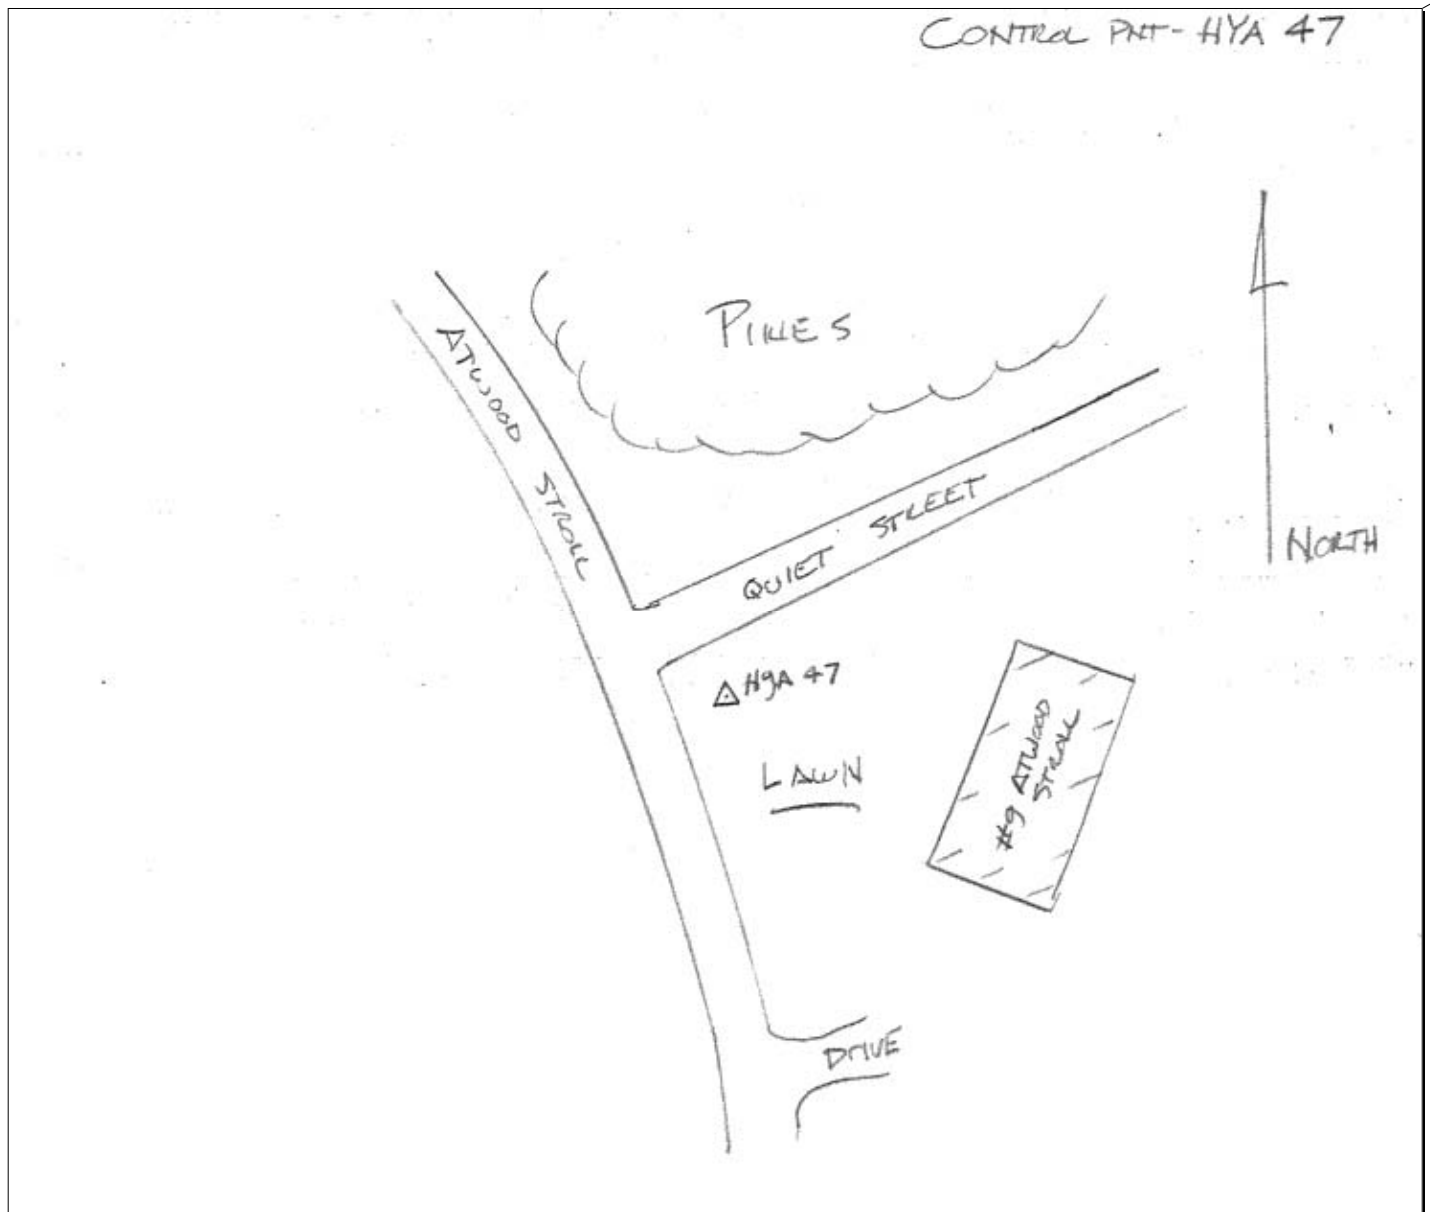 CONTROL PNT- HYA 47
PINES
ATWOOD STROLL
QUIET STREET
NORTH
HYA 47
LAWN
#9 ATWOOD
STROLL
DRIVE